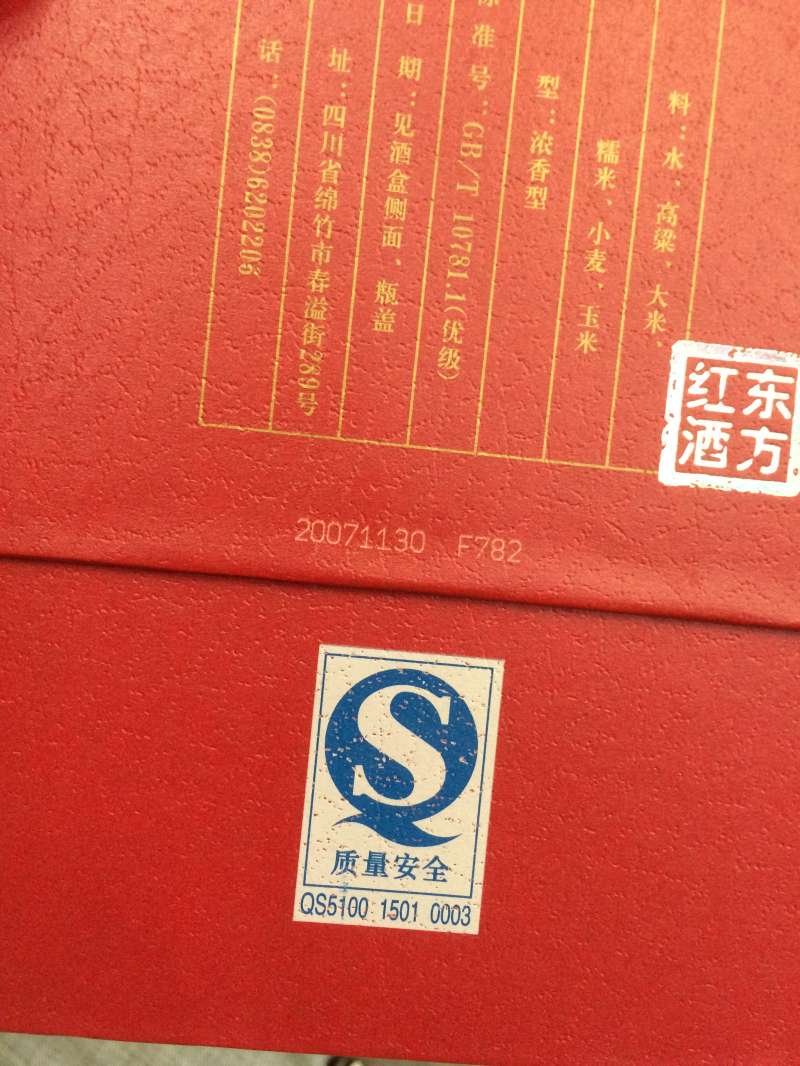 料：水、高粱、大米、
糯米、小麦、玉米
型：浓香型
标准号：GB/T 10781.1(优级)
日期：见酒盒侧面、瓶盖
址：四川省绵竹市春溢街289号
话：(0838)6202205
东方
红酒
20071130 F782
质量安全
QS5100 1501 0003